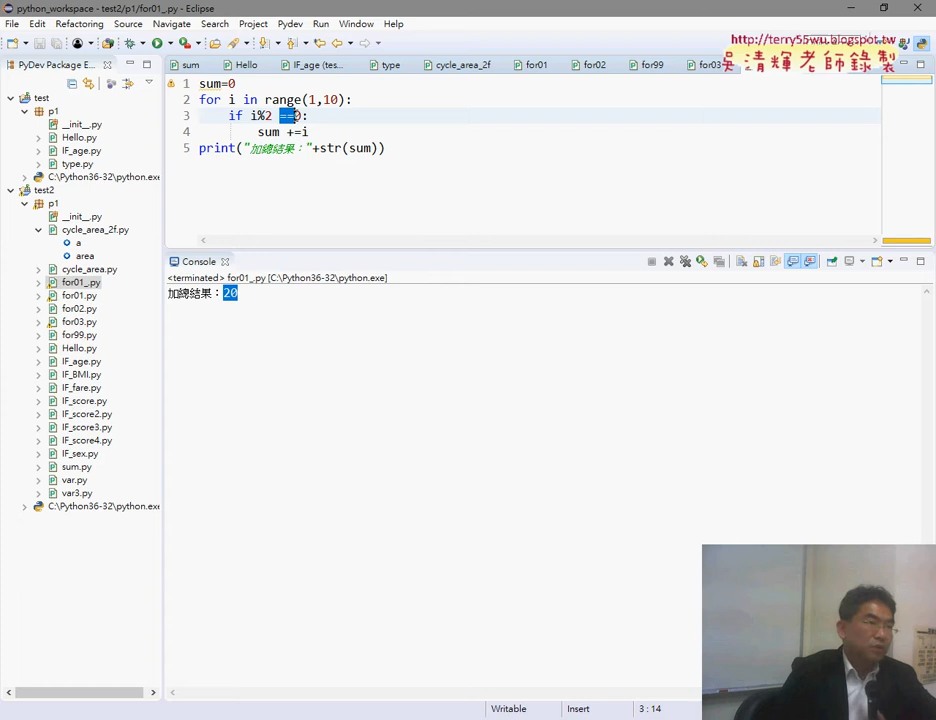 python_workspace - test2/p1/for01_.py - Eclipse
File Edit Refactoring Source Navigate Search Project Pydev Run Window Help
http://terry55wu.blogspot.tw
吳清輝老師錄製
PyDev Package E...
sum Hello IF_age (tes... type cycle_area_2f for01 for02 for99 for03
test
p1
__init__.py
Hello.py
IF_age.py
type.py
C:\Python36-32\python.exe
test2
p1
__init__.py
cycle_area_2f.py
a
area
cycle_area.py
for01_.py
for01.py
for02.py
for03.py
for99.py
Hello.py
IF_age.py
IF_BMI.py
IF_fare.py
IF_score.py
IF_score2.py
IF_score3.py
IF_score4.py
IF_sex.py
sum.py
var.py
var3.py
C:\Python36-32\python.exe
1 sum=0
2 for i in range(1,10):
3     if i%2 ==0:
4         sum +=i
5 print("加總結果："+str(sum))
Console
<terminated> for01_.py [C:\Python36-32\python.exe]
加總結果：20
Writable Insert 3 : 14